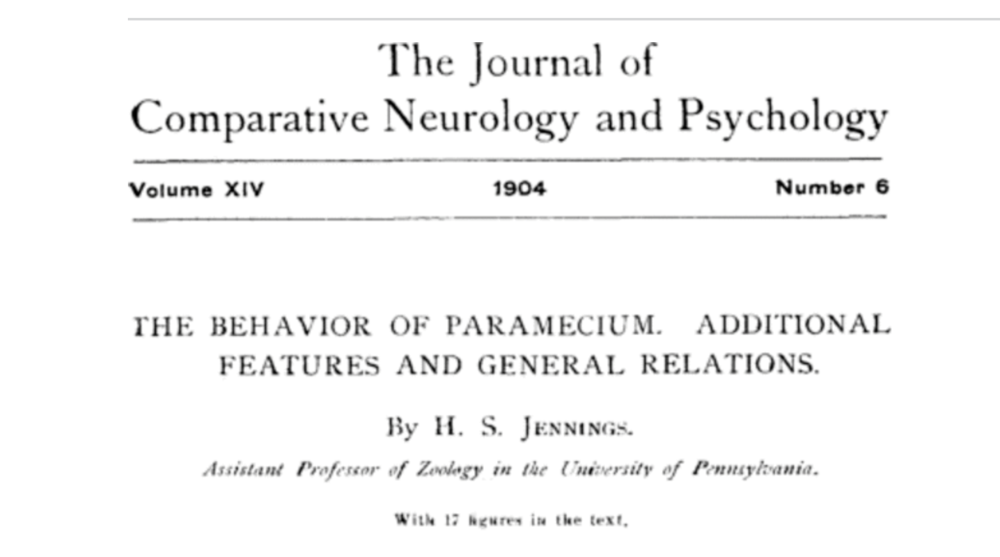 The Journal of
Comparative Neurology and Psychology
Volume XIV 1904 Number 6
THE BEHAVIOR OF PARAMECIUM. ADDITIONAL
FEATURES AND GENERAL RELATIONS.
By H. S. JENNINGS.
Assistant Professor of Zoology in the University of Pennsylvania.
With 17 figures in the text.